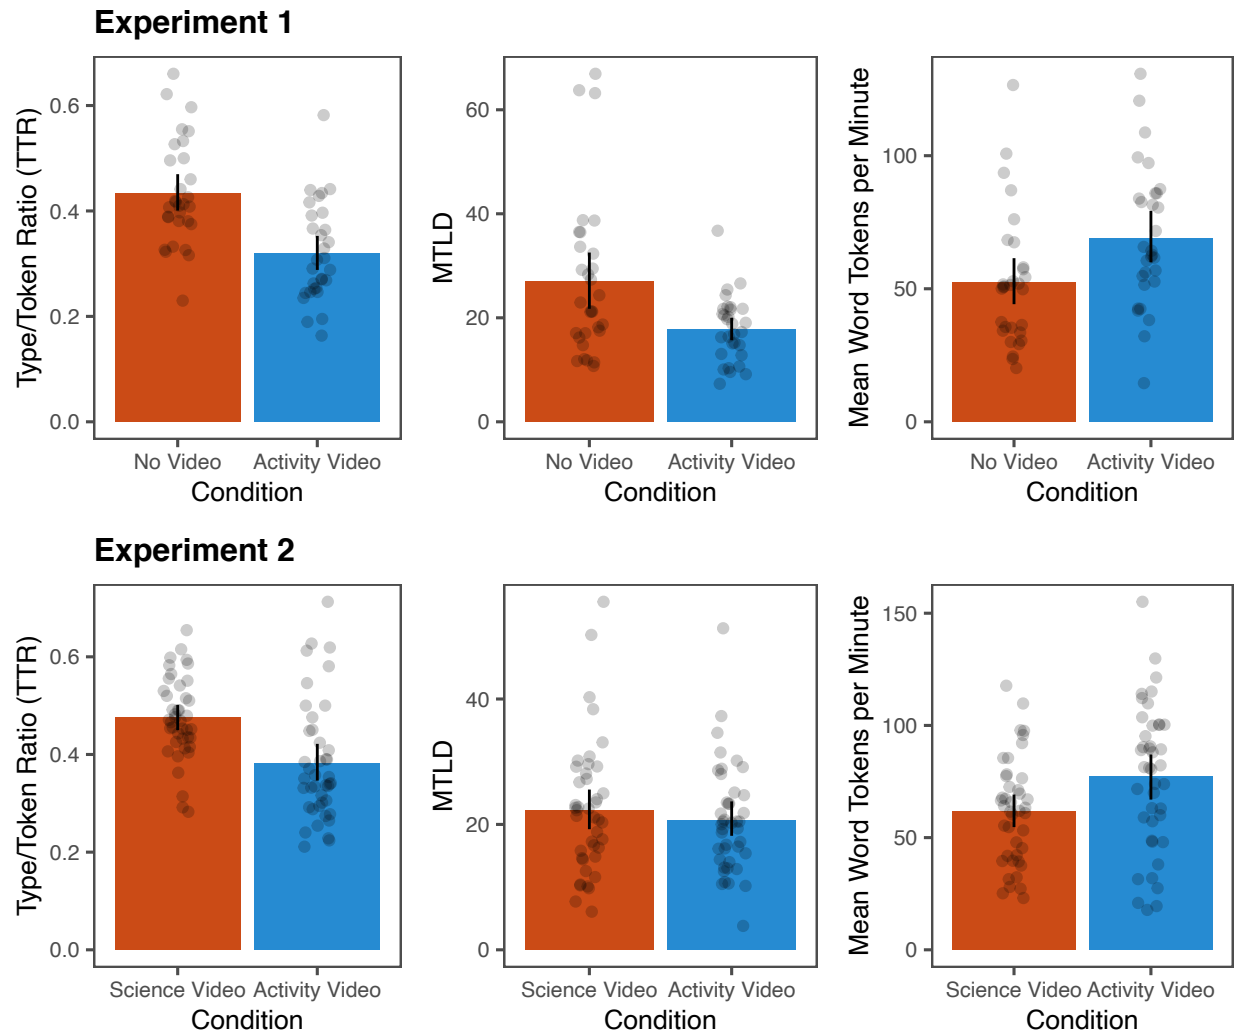 Experiment 1
Type/Token Ratio (TTR)
0.6
0.4
0.2
0.0
No Video Activity Video
Condition
MTLD
60
40
20
0
No Video Activity Video
Condition
Mean Word Tokens per Minute
100
50
0
No Video Activity Video
Condition
Experiment 2
Type/Token Ratio (TTR)
0.6
0.4
0.2
0.0
Science Video Activity Video
Condition
MTLD
40
20
0
Science Video Activity Video
Condition
Mean Word Tokens per Minute
150
100
50
0
Science Video Activity Video
Condition